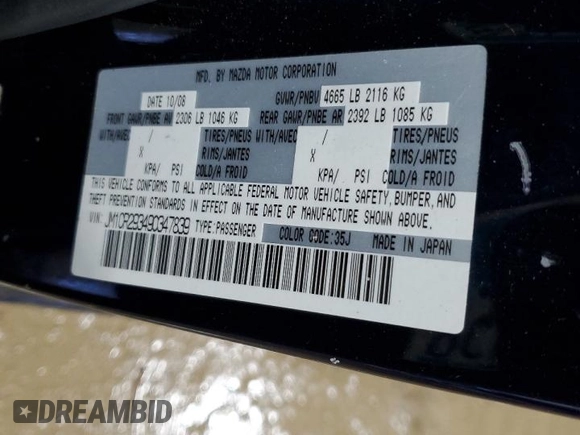 MFD. BY MAZDA MOTOR CORPORATION
DATE 10/08 GVWR/PNBV 4665 LB 2116 KG
FRONT GAWR/PNBE AV 2306 LB 1046 KG REAR GAWR/PNBE AR 2392 LB 1085 KG
WITH/AVEC / TIRES/PNEUS WITH/AVEC / TIRES/PNEUS
X RIMS/JANTES X RIMS/JANTES
KPA/ PSI COLD/A FROID KPA/ PSI COLD/A FROID
THIS VEHICLE CONFORMS TO ALL APPLICABLE FEDERAL MOTOR VEHICLE SAFETY, BUMPER, AND
THEFT PREVENTION STANDARDS IN EFFECT ON THE DATE OF MANUFACTURE SHOWN ABOVE.
VIN: JM1CR293490347839 TYPE:PASSENGER COLOR CODE:35J MADE IN JAPAN
DREAMBID